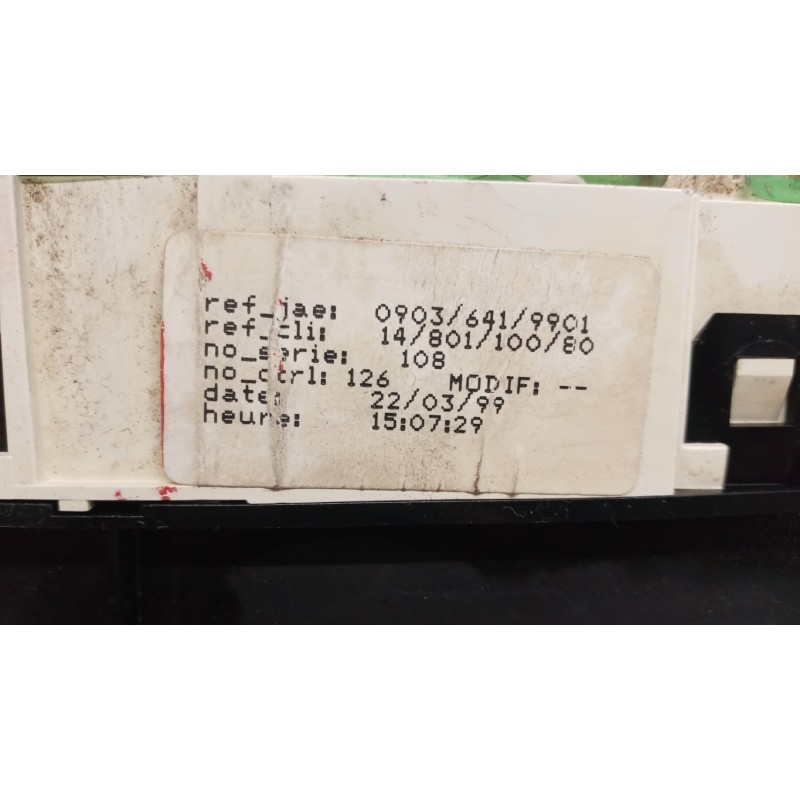 ref_jae: 0903/641/9901
ref_cli: 14/801/100/80
no_serie: 108
no_ctrl: 126 MODIF: --
date: 22/03/99
heure: 15:07:29